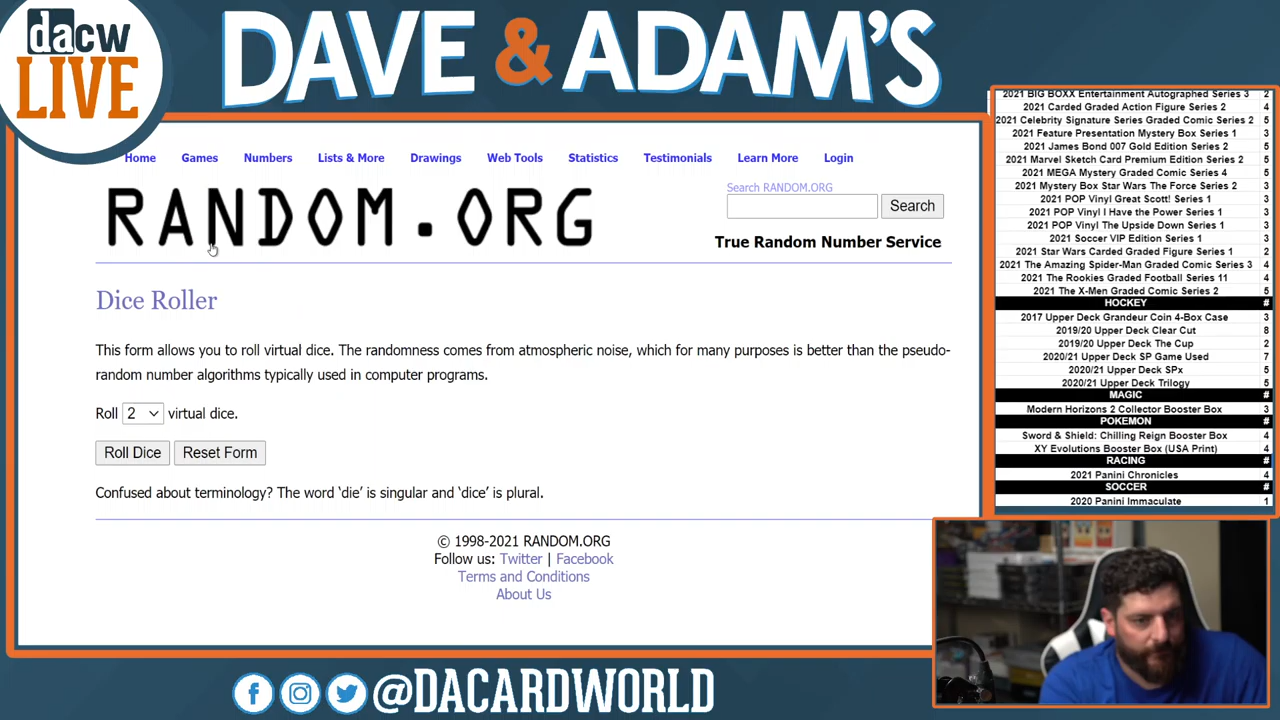 dacw
LIVE
DAVE & ADAM'S
Home Games Numbers Lists & More Drawings Web Tools Statistics Testimonials Learn More Login
RANDOM.ORG
Search RANDOM.ORG
Search
True Random Number Service
Dice Roller
This form allows you to roll virtual dice. The randomness comes from atmospheric noise, which for many purposes is better than the pseudo-
random number algorithms typically used in computer programs.
Roll 2 virtual dice.
Roll Dice Reset Form
Confused about terminology? The word ‘die’ is singular and ‘dice’ is plural.
© 1998-2021 RANDOM.ORG
Follow us: Twitter | Facebook
Terms and Conditions
About Us
2021 BIG BOXX Entertainment Autographed Series 3 2
2021 Carded Graded Action Figure Series 2 4
2021 Celebrity Signature Series Graded Comic Series 2 5
2021 Feature Presentation Mystery Box Series 1 3
2021 James Bond 007 Gold Edition Series 2 5
2021 Marvel Sketch Card Premium Edition Series 2 5
2021 MEGA Mystery Graded Comic Series 4 5
2021 Mystery Box Star Wars The Force Series 2 3
2021 POP Vinyl Great Scott! Series 1 3
2021 POP Vinyl I Have the Power Series 1 3
2021 POP Vinyl The Upside Down Series 1 3
2021 Soccer VIP Edition Series 1 3
2021 Star Wars Carded Graded Figure Series 1 2
2021 The Amazing Spider-Man Graded Comic Series 3 4
2021 The Rookies Graded Football Series 11 4
2021 The X-Men Graded Comic Series 2 5
HOCKEY #
2017 Upper Deck Grandeur Coin 4-Box Case 3
2019/20 Upper Deck Clear Cut 8
2019/20 Upper Deck The Cup 2
2020/21 Upper Deck SP Game Used 7
2020/21 Upper Deck SPx 5
2020/21 Upper Deck Trilogy 5
MAGIC #
Modern Horizons 2 Collector Booster Box 3
POKEMON #
Sword & Shield: Chilling Reign Booster Box 4
XY Evolutions Booster Box (USA Print) 4
RACING #
2021 Panini Chronicles 4
SOCCER #
2020 Panini Immaculate 1
@DACARDWORLD